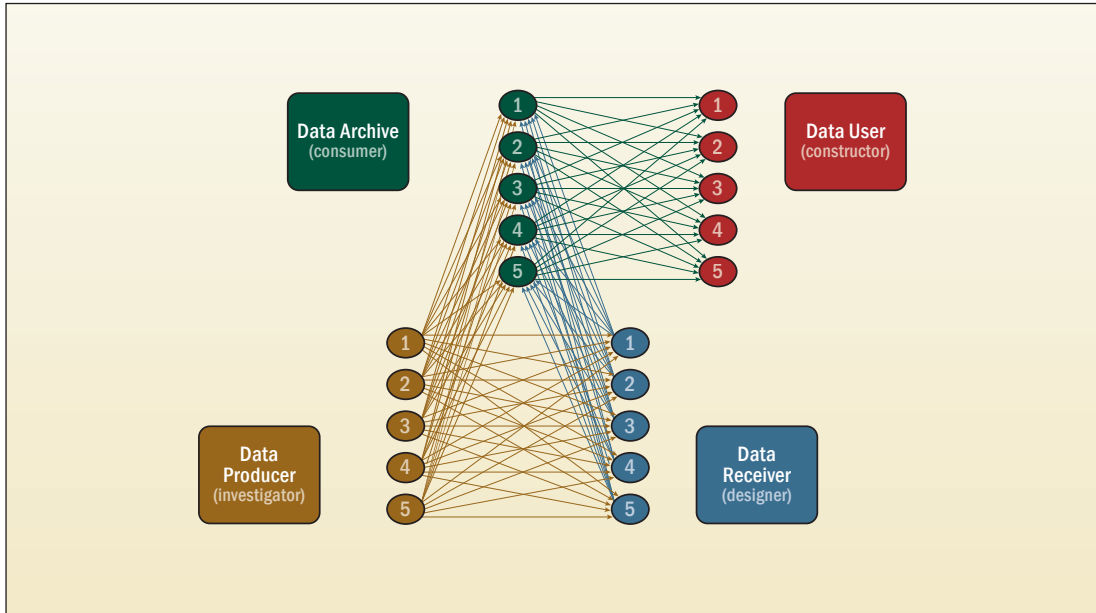 Data Archive
(consumer)
1
2
3
4
5
1
2
3
4
5
Data User
(constructor)
Data
Producer
(investigator)
1
2
3
4
5
1
2
3
4
5
Data
Receiver
(designer)